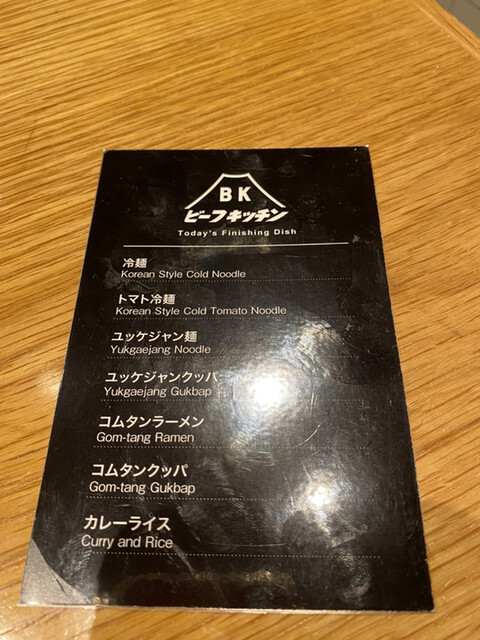 BK
ビーフキッチン
Today's Finishing Dish
冷麺
Korean Style Cold Noodle
トマト冷麺
Korean Style Cold Tomato Noodle
ユッケジャン麺
Yukgaejang Noodle
ユッケジャンクッパ
Yukgaejang Gukbap
コムタンラーメン
Gom-tang Ramen
コムタンクッパ
Gom-tang Gukbap
カレーライス
Curry and Rice